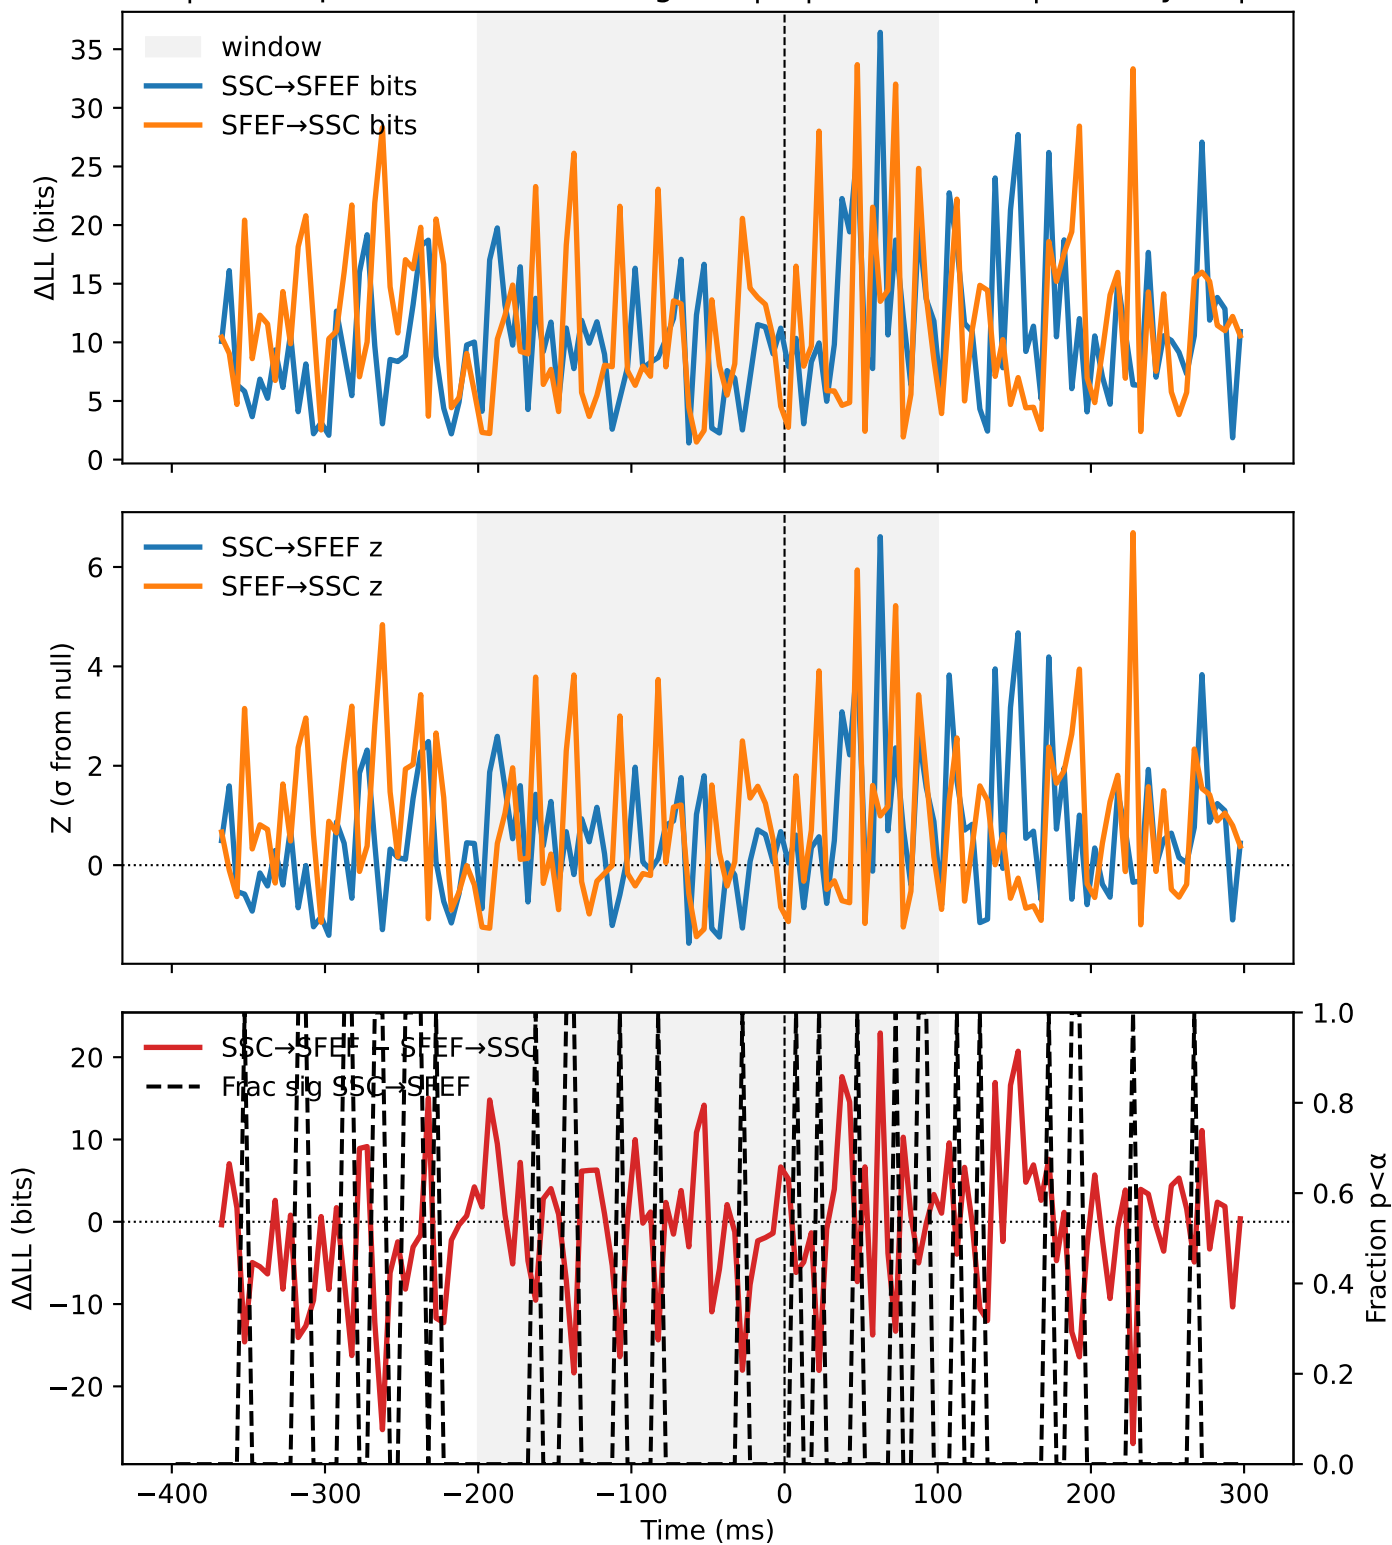 window
SSC→SFEF bits
SFEF→SSC bits
ΔLL (bits)
35
30
25
20
15
10
5
0
SSC→SFEF z
SFEF→SSC z
Z (σ from null)
6
4
2
0
SSC→SFEF − SFEF→SSC
Frac sig SSC→SFEF
ΔΔLL (bits)
20
10
0
−10
−20
1.0
0.8
0.6
0.4
0.2
0.0
Fraction p<α
−400 −300 −200 −100 0 100 200 300
Time (ms)